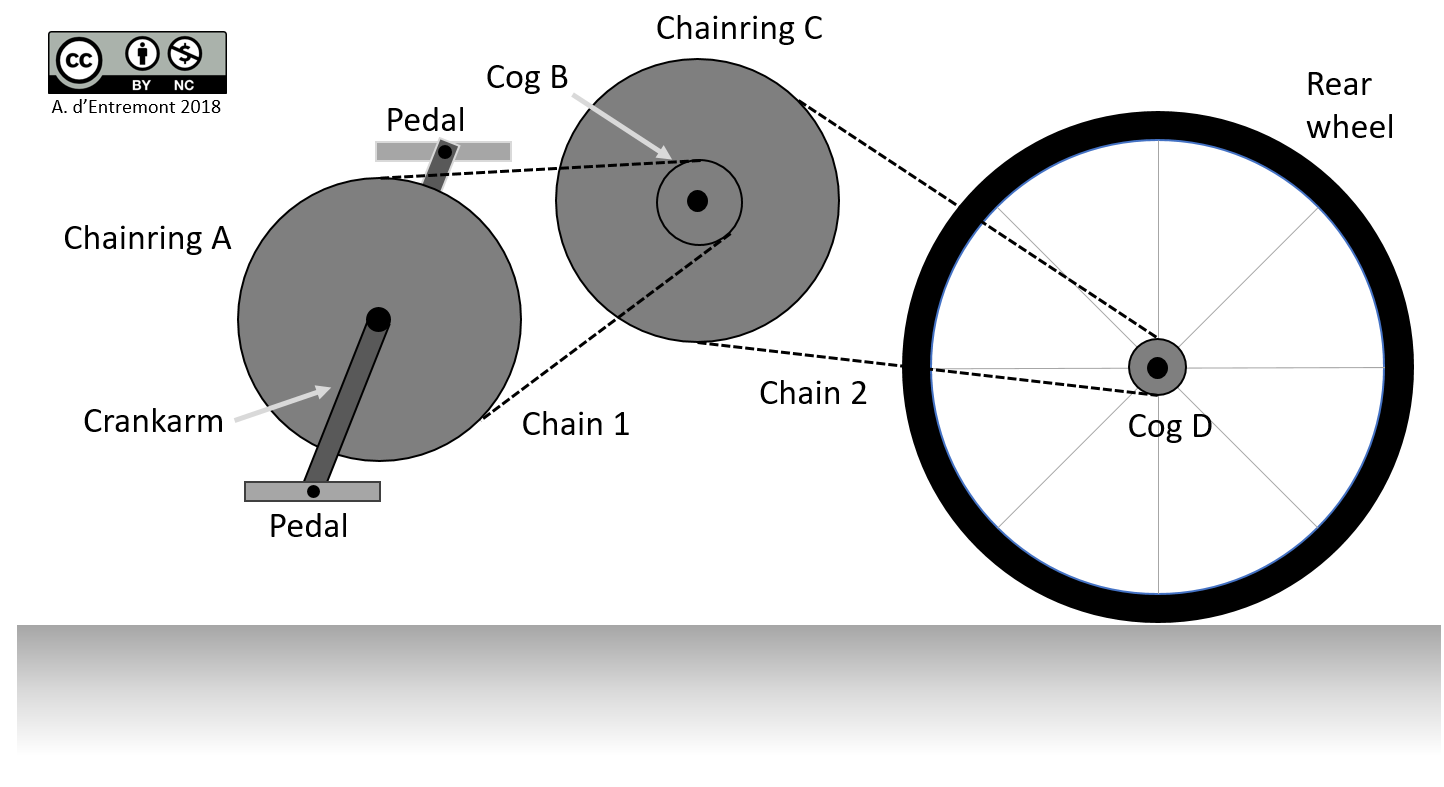 Chainring C
Cog B
Rear
wheel
CC
BY NC
A. d’Entremont 2018
Pedal
Chainring A
Chain 2
Crankarm
Chain 1
Cog D
Pedal